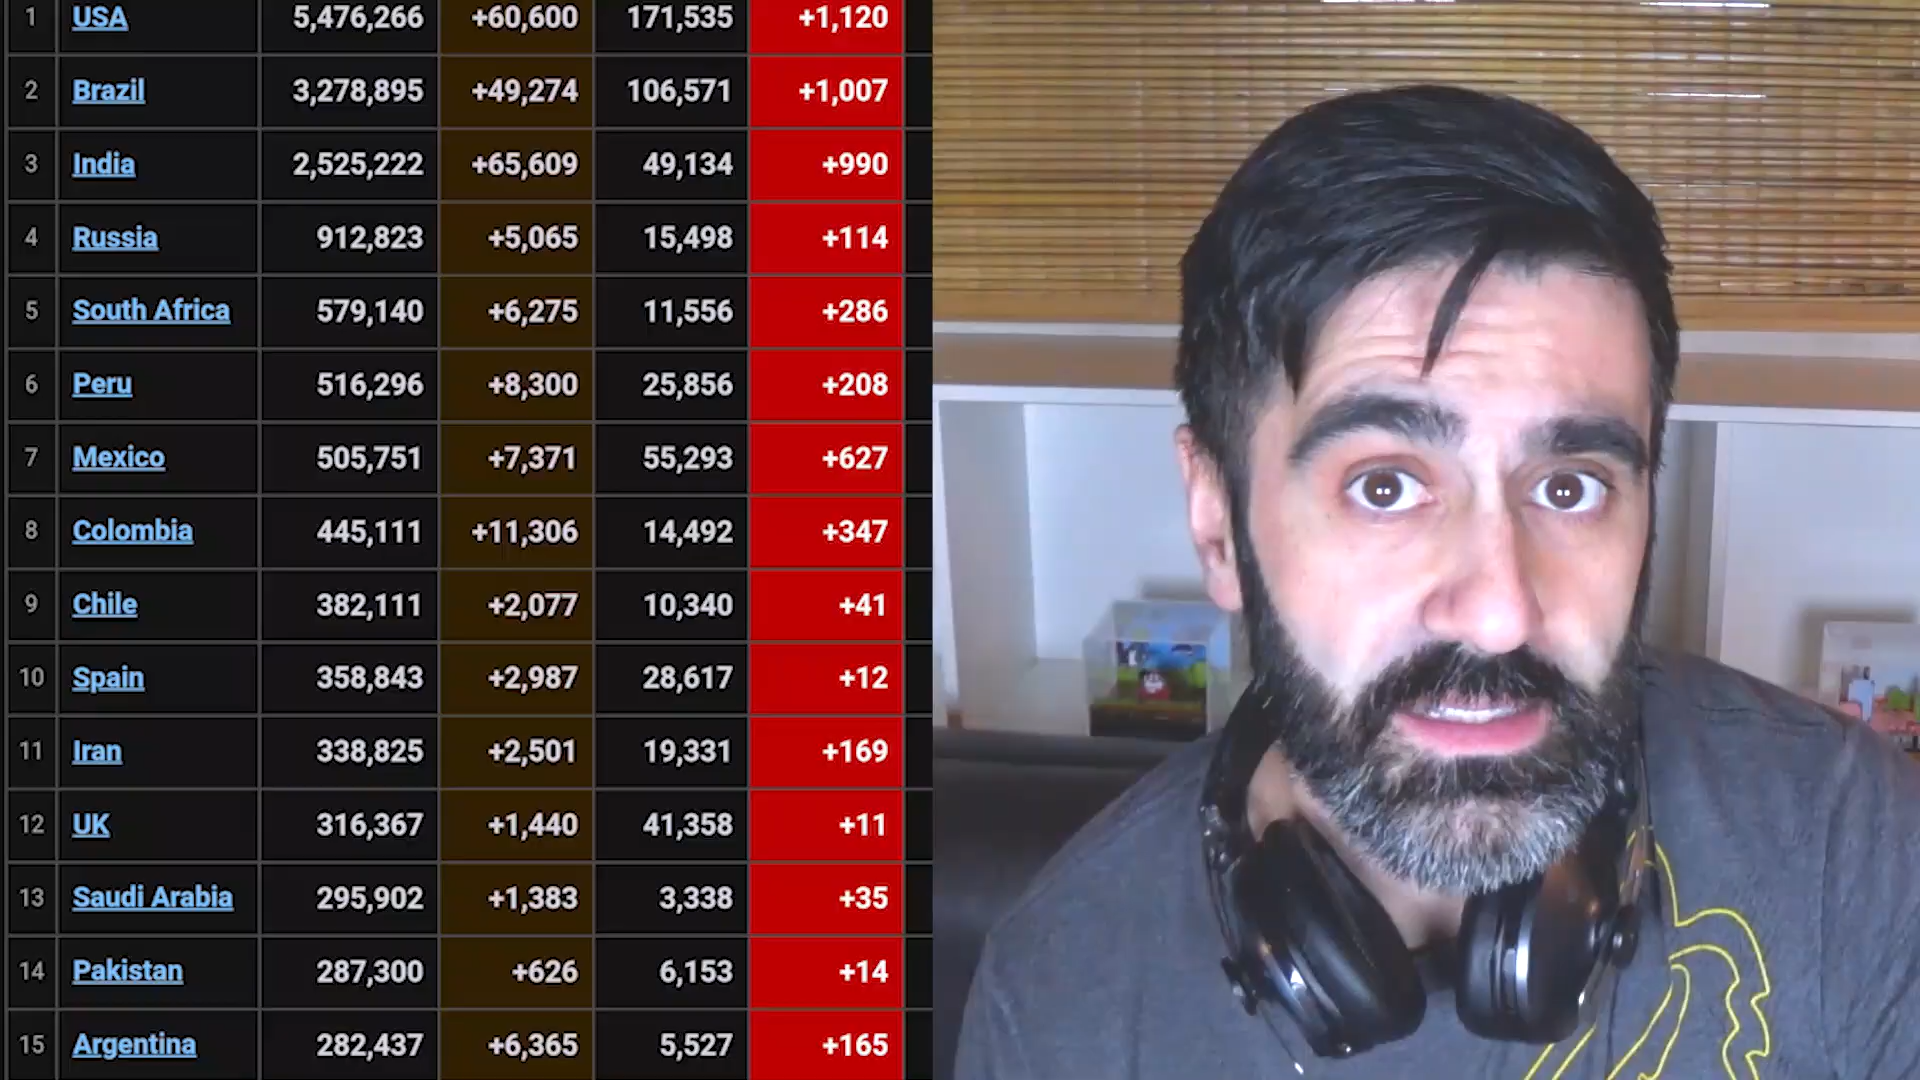 1 USA 5,476,266 +60,600 171,535 +1,120
2 Brazil 3,278,895 +49,274 106,571 +1,007
3 India 2,525,222 +65,609 49,134 +990
4 Russia 912,823 +5,065 15,498 +114
5 South Africa 579,140 +6,275 11,556 +286
6 Peru 516,296 +8,300 25,856 +208
7 Mexico 505,751 +7,371 55,293 +627
8 Colombia 445,111 +11,306 14,492 +347
9 Chile 382,111 +2,077 10,340 +41
10 Spain 358,843 +2,987 28,617 +12
11 Iran 338,825 +2,501 19,331 +169
12 UK 316,367 +1,440 41,358 +11
13 Saudi Arabia 295,902 +1,383 3,338 +35
14 Pakistan 287,300 +626 6,153 +14
15 Argentina 282,437 +6,365 5,527 +165